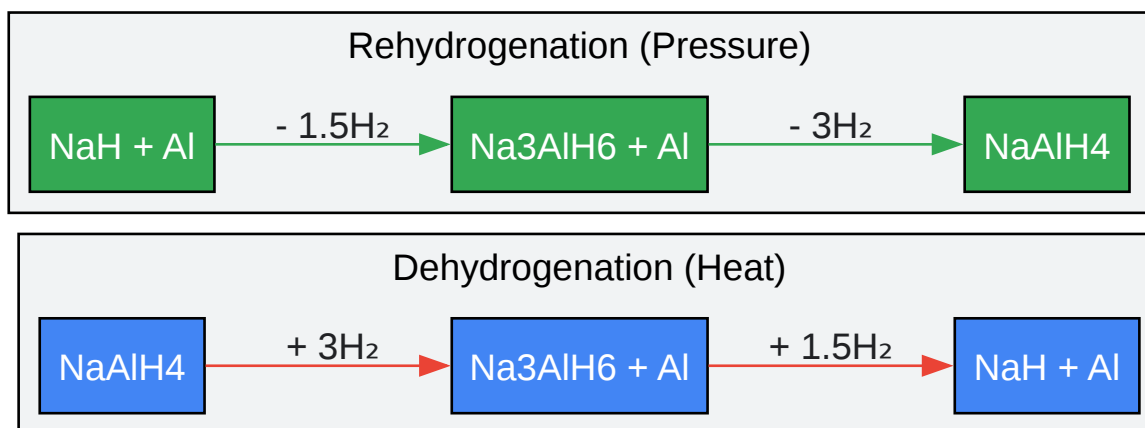 Rehydrogenation (Pressure)
NaH + Al
- 1.5H₂
Na3AlH6 + Al
- 3H₂
NaAlH4
Dehydrogenation (Heat)
NaAlH4
+ 3H₂
Na3AlH6 + Al
+ 1.5H₂
NaH + Al